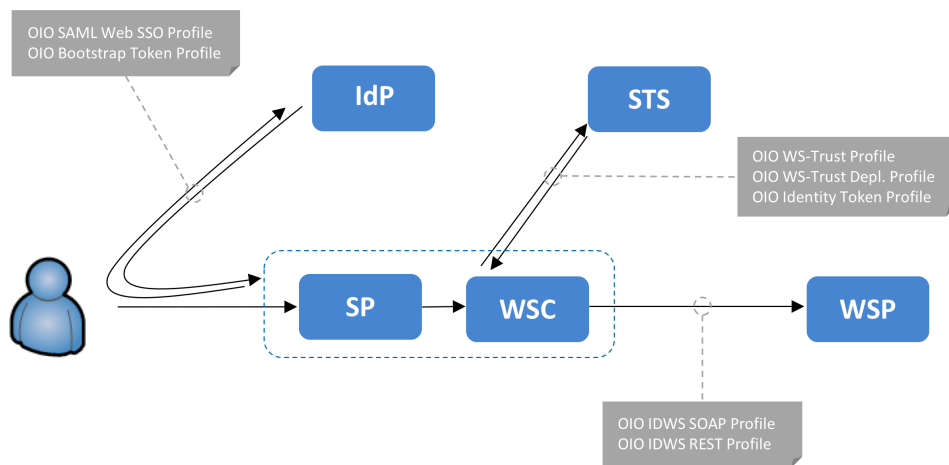 OIO SAML Web SSO Profile
OIO Bootstrap Token Profile
IdP
STS
OIO WS-Trust Profile
OIO WS-Trust Depl. Profile
OIO Identity Token Profile
SP
WSC
WSP
OIO IDWS SOAP Profile
OIO IDWS REST Profile